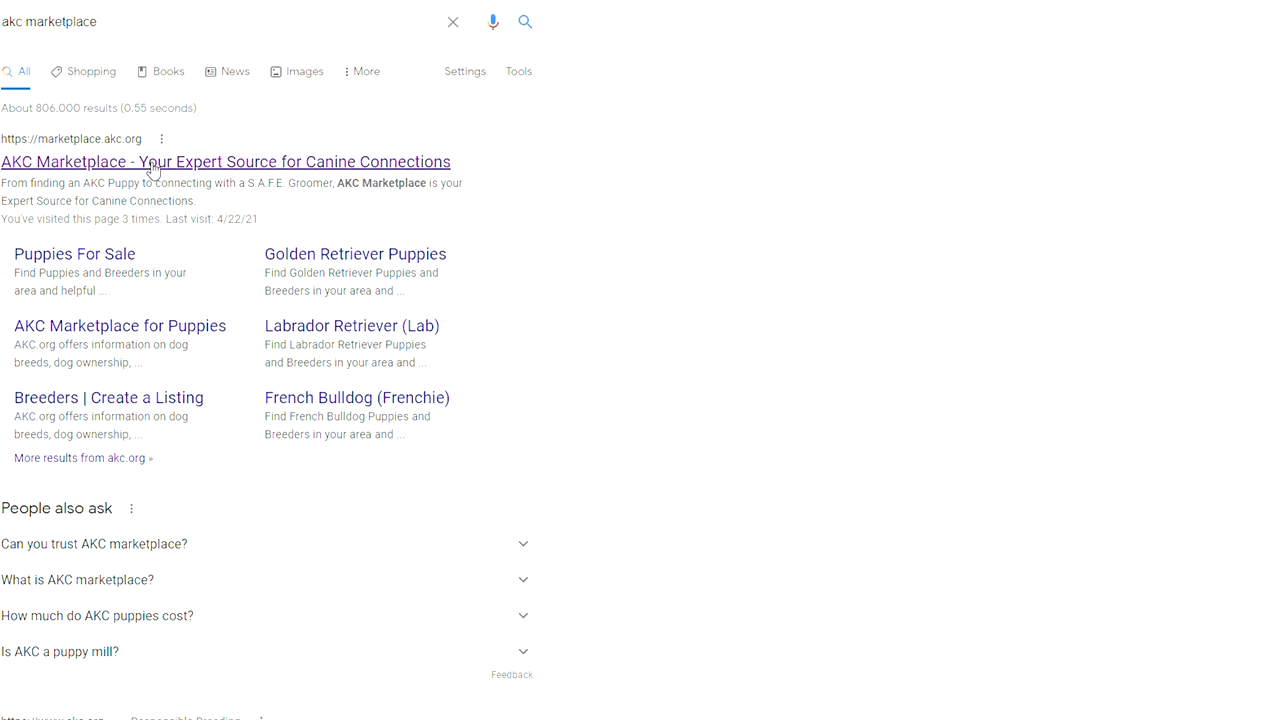 akc marketplace
All Shopping Books News Images More Settings Tools
About 806,000 results (0.55 seconds)
https://marketplace.akc.org
AKC Marketplace - Your Expert Source for Canine Connections
From finding an AKC Puppy to connecting with a S.A.F.E. Groomer, AKC Marketplace is your
Expert Source for Canine Connections.
You've visited this page 3 times. Last visit: 4/22/21
Puppies For Sale
Find Puppies and Breeders in your
area and helpful ...
Golden Retriever Puppies
Find Golden Retriever Puppies and
Breeders in your area and ...
AKC Marketplace for Puppies
AKC.org offers information on dog
breeds, dog ownership, ...
Labrador Retriever (Lab)
Find Labrador Retriever Puppies
and Breeders in your area and ...
Breeders | Create a Listing
AKC.org offers information on dog
breeds, dog ownership, ...
French Bulldog (Frenchie)
Find French Bulldog Puppies and
Breeders in your area and ...
More results from akc.org »
People also ask
Can you trust AKC marketplace?
What is AKC marketplace?
How much do AKC puppies cost?
Is AKC a puppy mill?
Feedback
https://www.akc.org Responsible Breeding